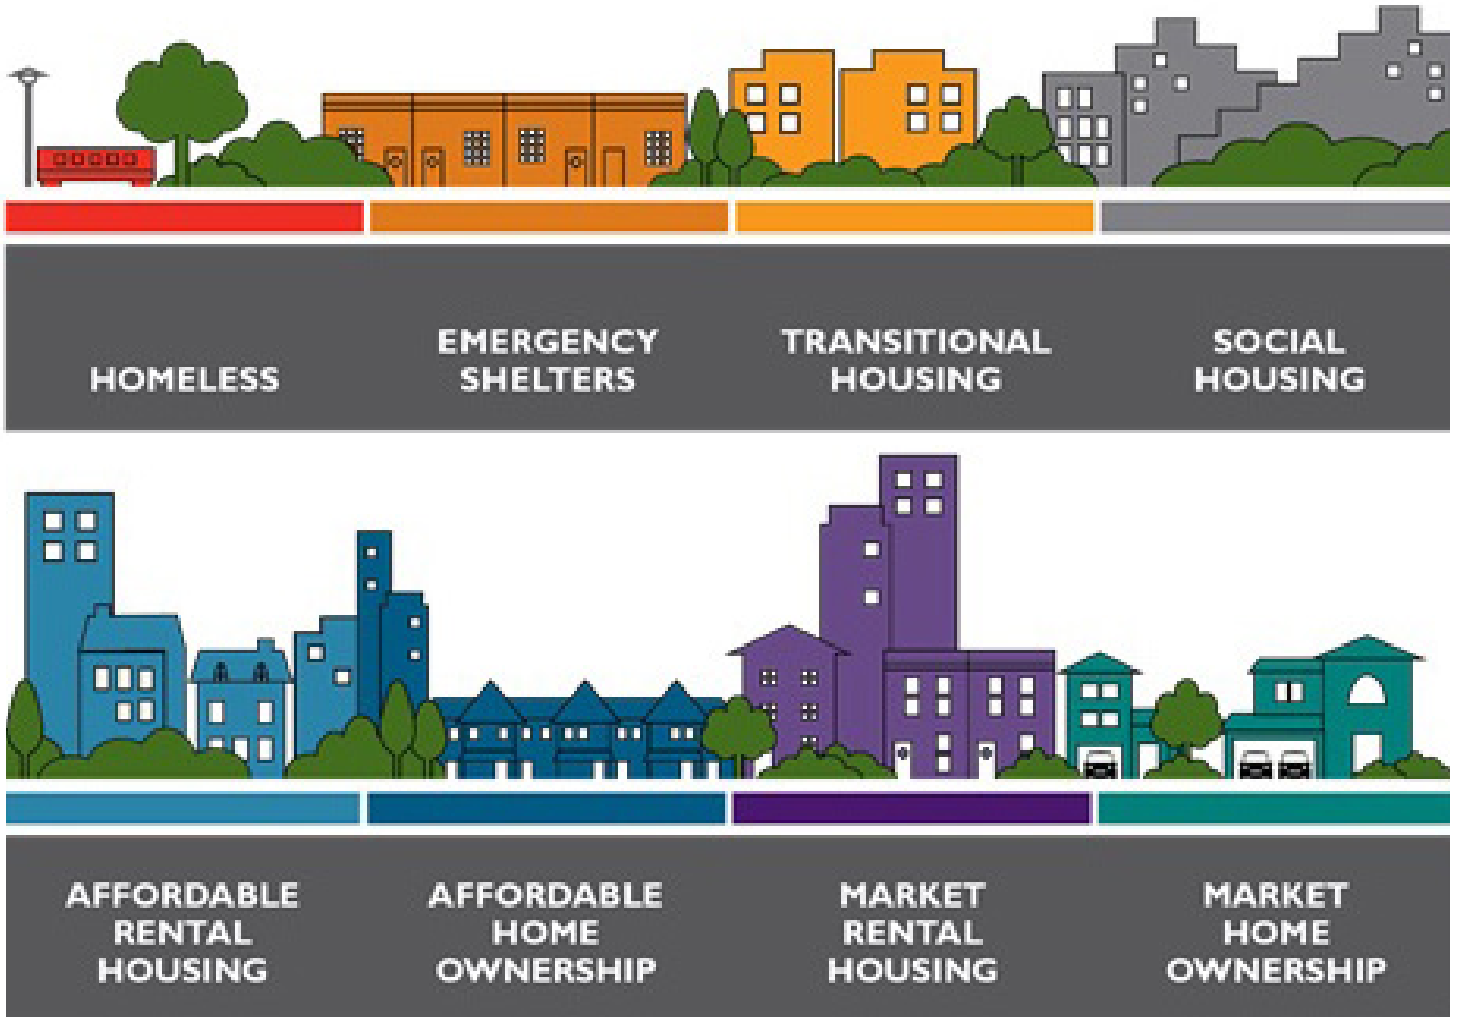 HOMELESS
EMERGENCY
SHELTERS
TRANSITIONAL
HOUSING
SOCIAL
HOUSING
AFFORDABLE
RENTAL
HOUSING
AFFORDABLE
HOME
OWNERSHIP
MARKET
RENTAL
HOUSING
MARKET
HOME
OWNERSHIP